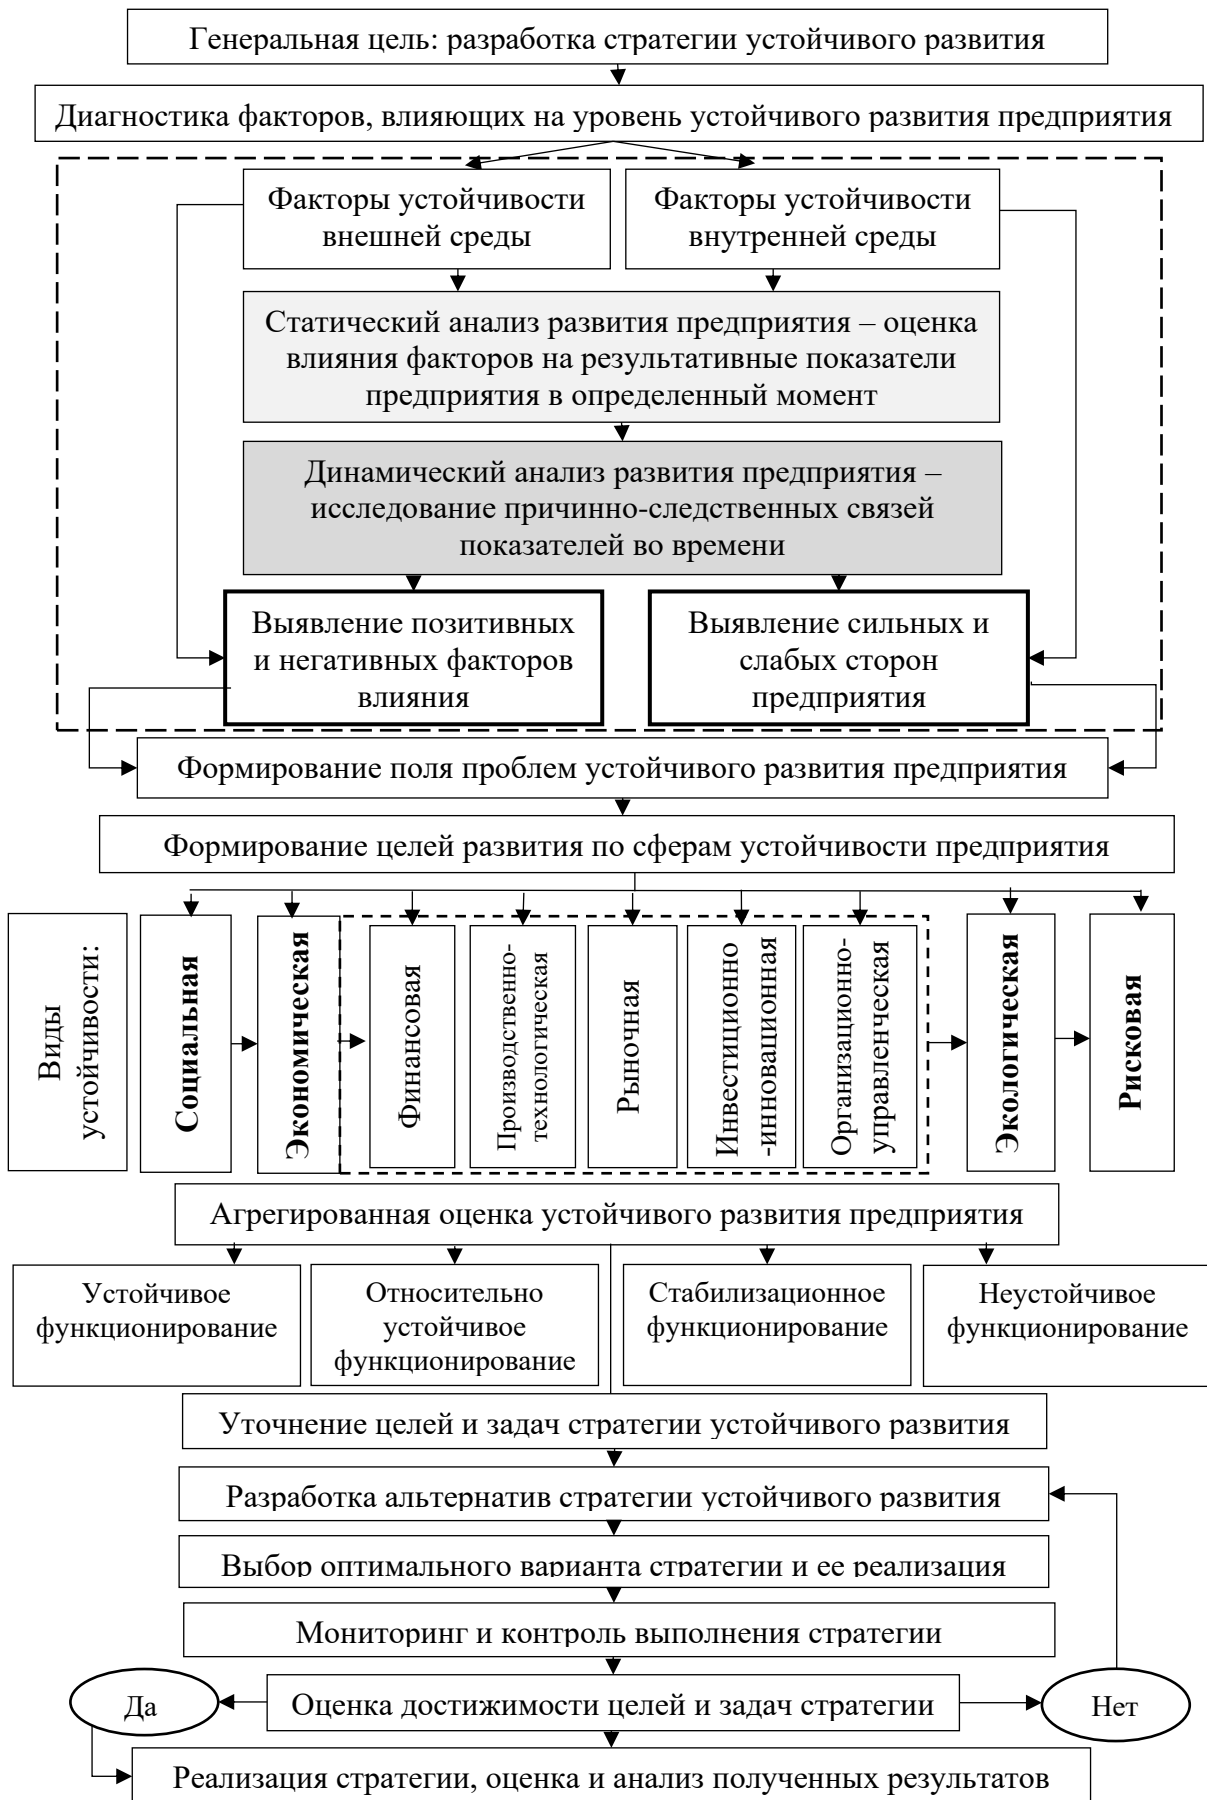 Генеральная цель: разработка стратегии устойчивого развития
Диагностика факторов, влияющих на уровень устойчивого развития предприятия
Факторы устойчивости
внешней среды
Факторы устойчивости
внутренней среды
Статический анализ развития предприятия – оценка
влияния факторов на результативные показатели
предприятия в определенный момент
Динамический анализ развития предприятия –
исследование причинно-следственных связей
показателей во времени
Выявление позитивных
и негативных факторов
влияния
Выявление сильных и
слабых сторон
предприятия
Формирование поля проблем устойчивого развития предприятия
Формирование целей развития по сферам устойчивости предприятия
Виды
устойчивости:
Социальная
Экономическая
Финансовая
Производственно-
технологическая
Рыночная
Инвестиционно
-инновационная
Организационно-
управленческая
Экологическая
Рисковая
Агрегированная оценка устойчивого развития предприятия
Устойчивое
функционирование
Относительно
устойчивое
функционирование
Стабилизационное
функционирование
Неустойчивое
функционирование
Уточнение целей и задач стратегии устойчивого развития
Разработка альтернатив стратегии устойчивого развития
Выбор оптимального варианта стратегии и ее реализация
Мониторинг и контроль выполнения стратегии
Да
Оценка достижимости целей и задач стратегии
Нет
Реализация стратегии, оценка и анализ полученных результатов